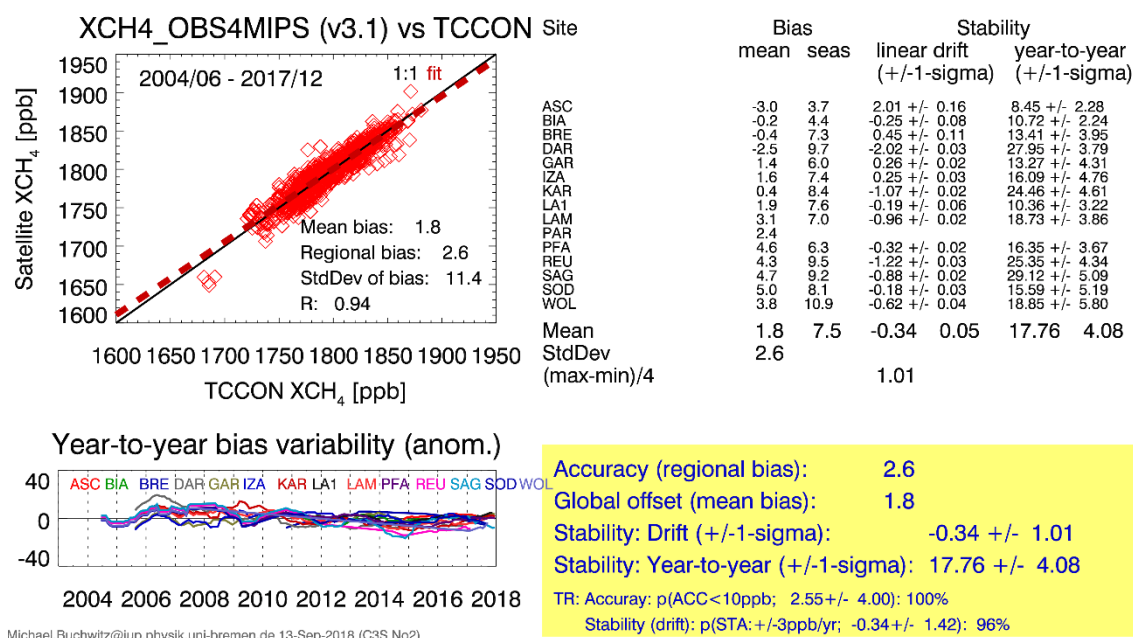 XCH4_OBS4MIPS (v3.1) vs TCCON
2004/06 - 2017/12
1:1 fit
1950
1900
1850
1800
1750
1700
1650
1600
Satellite XCH4 [ppb]
Mean bias: 1.8
Regional bias: 2.6
StdDev of bias: 11.4
R: 0.94
1600 1650 1700 1750 1800 1850 1900 1950
TCCON XCH4 [ppb]
Site Bias Stability
mean seas linear drift year-to-year
(+/-1-sigma) (+/-1-sigma)
ASC -3.0 3.7 2.01 +/- 0.16 8.45 +/- 2.28
BIA -0.2 4.4 -0.25 +/- 0.08 10.72 +/- 2.24
BRE -0.4 7.3 0.45 +/- 0.11 13.41 +/- 3.95
DAR -2.5 9.7 -2.02 +/- 0.03 27.95 +/- 3.79
GAR 1.4 6.0 0.26 +/- 0.02 13.27 +/- 4.31
IZA 1.6 7.4 0.25 +/- 0.03 16.09 +/- 4.76
KAR 0.4 8.4 -1.07 +/- 0.02 24.46 +/- 4.61
LA1 1.9 7.6 -0.19 +/- 0.06 10.36 +/- 3.22
LAM 3.1 7.0 -0.96 +/- 0.02 18.73 +/- 3.86
PAR 2.4
PFA 4.6 6.3 -0.32 +/- 0.02 16.35 +/- 3.67
REU 4.3 9.5 -1.22 +/- 0.03 25.35 +/- 4.34
SAG 4.7 9.2 -0.88 +/- 0.02 29.12 +/- 5.09
SOD 5.0 8.1 -0.18 +/- 0.03 15.59 +/- 5.19
WOL 3.8 10.9 -0.62 +/- 0.04 18.85 +/- 5.80
Mean 1.8 7.5 -0.34 0.05 17.76 4.08
StdDev 2.6
(max-min)/4 1.01
Year-to-year bias variability (anom.)
40
0
-40
ASC BIA BRE DAR GAR IZA KAR LA1 LAM PFA REU SAG SOD WOL
2004 2006 2008 2010 2012 2014 2016 2018
Accuracy (regional bias): 2.6
Global offset (mean bias): 1.8
Stability: Drift (+/-1-sigma): -0.34 +/- 1.01
Stability: Year-to-year (+/-1-sigma): 17.76 +/- 4.08
TR: Accuray: p(ACC<10ppb; 2.55+/- 4.00): 100%
Stability (drift): p(STA:+/-3ppb/yr; -0.34+/- 1.42): 96%
Michael.Buchwitz@iup.physik.uni-bremen.de 13-Sep-2018 (C3S No2)